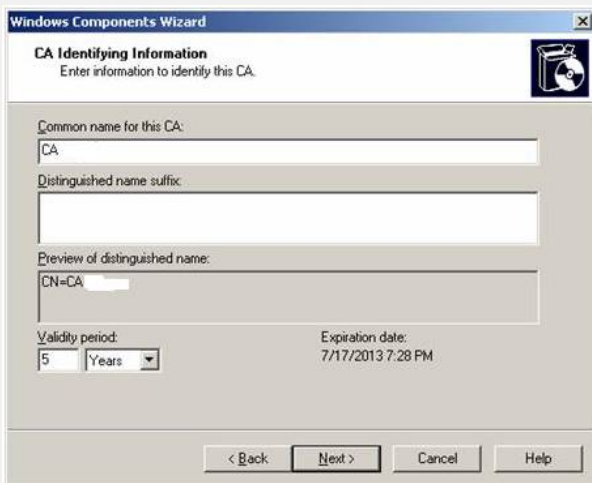 Windows Components Wizard
CA Identifying Information
Enter information to identify this CA.
Common name for this CA:
CA
Distinguished name suffix:
Preview of distinguished name:
CN=CA
Validity period:
Expiration date:
5 Years
7/17/2013 7:28 PM
< Back
Next >
Cancel
Help